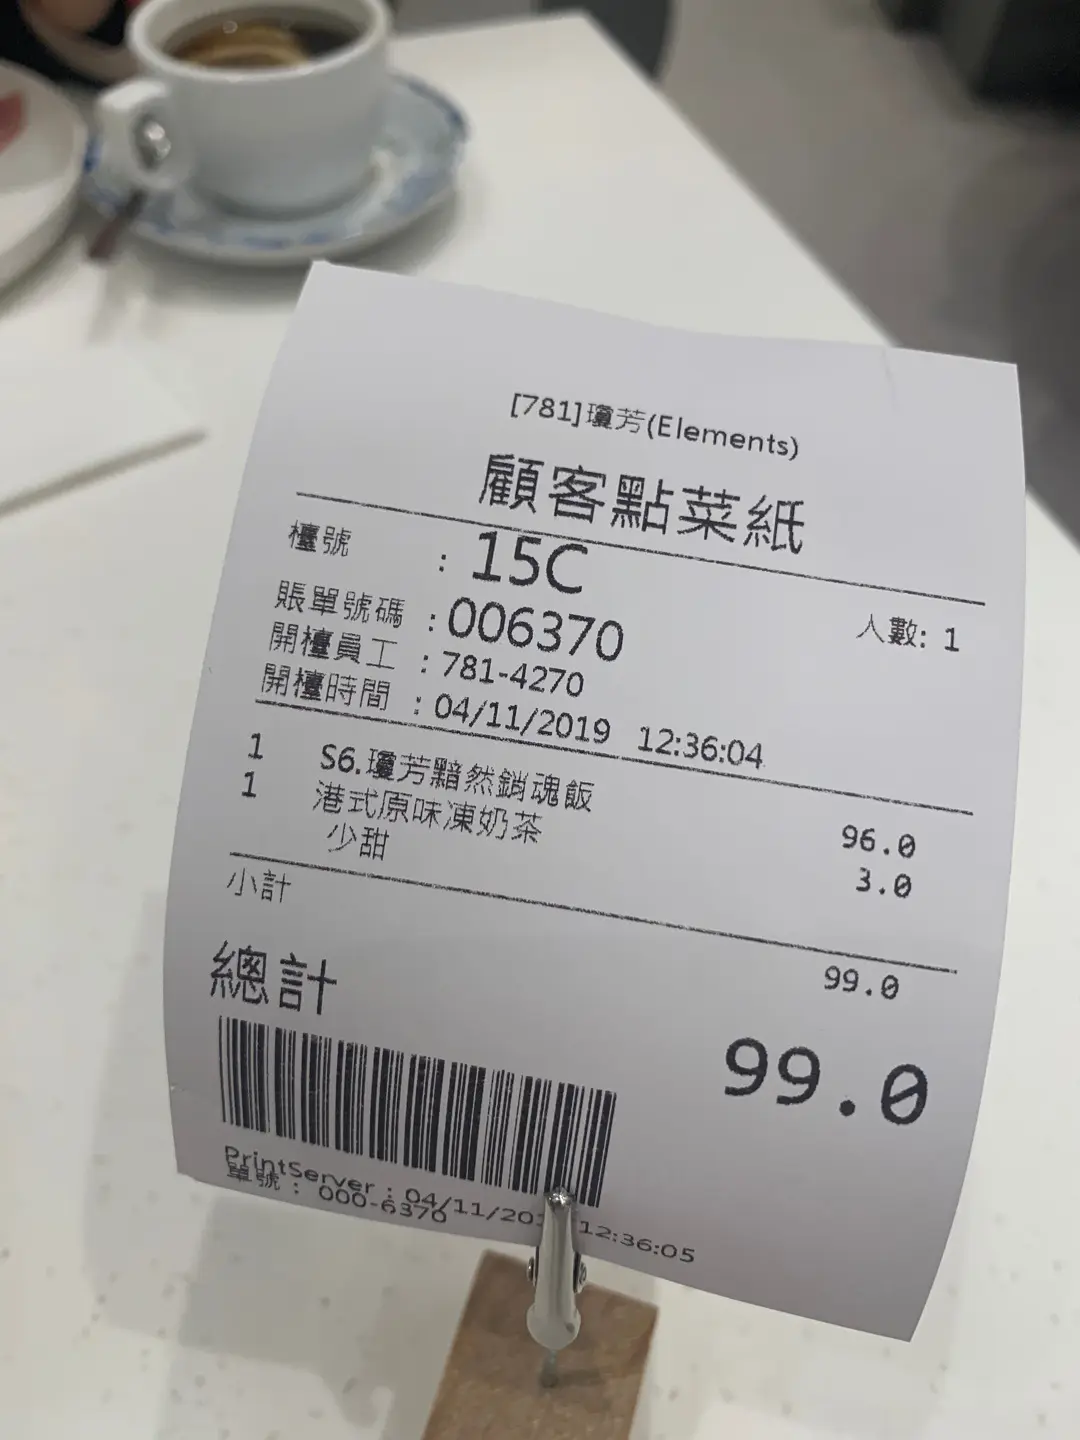 [781]瓊芳(Elements)
顧客點菜紙
檯號 : 15C
賬單號碼 : 006370 人數: 1
開檯員工 : 781-4270
開檯時間 : 04/11/2019 12:36:04
1 S6.瓊芳黯然銷魂飯 96.0
1 港式原味凍奶茶 3.0
少甜
小計 99.0
總計 99.0
PrintServer : 04/11/20 12:36:05
單號 : 000-6370